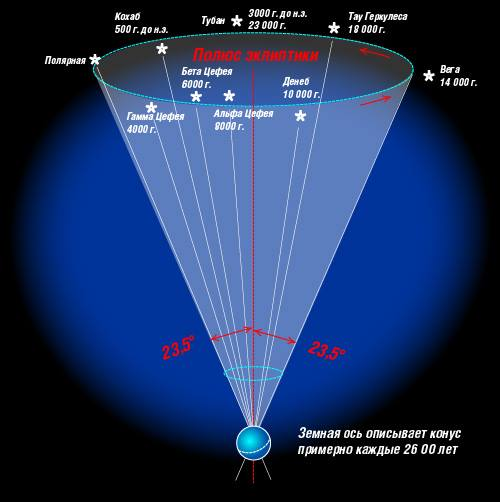 Кохаб
500 г. до н.э.
Тубан
3000 г. до н.э.
23 000 г.
Тау Геркулеса
18 000 г.
Полярная
Полюс эклиптики
Вега
14 000 г.
Бета Цефея
6000 г.
Денеб
10 000 г.
Гамма Цефея
4000 г.
Альфа Цефея
8000 г.
23,5°
23,5°
Земная ось описывает конус
примерно каждые 26 00 лет